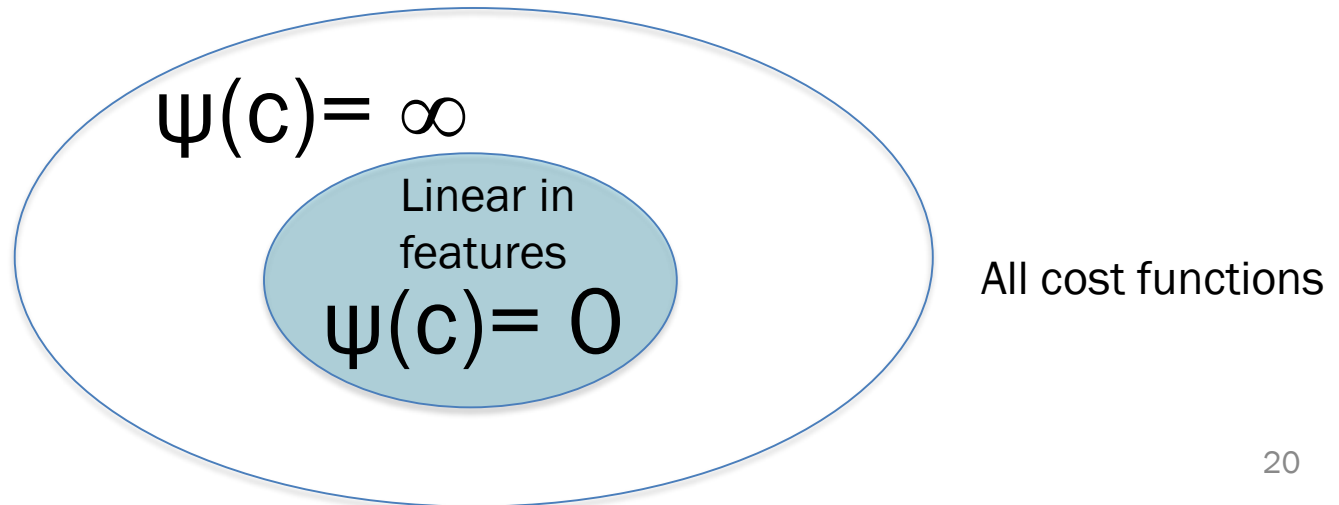 ψ(c)= ∞
Linear in
features
ψ(c)= 0
All cost functions
20